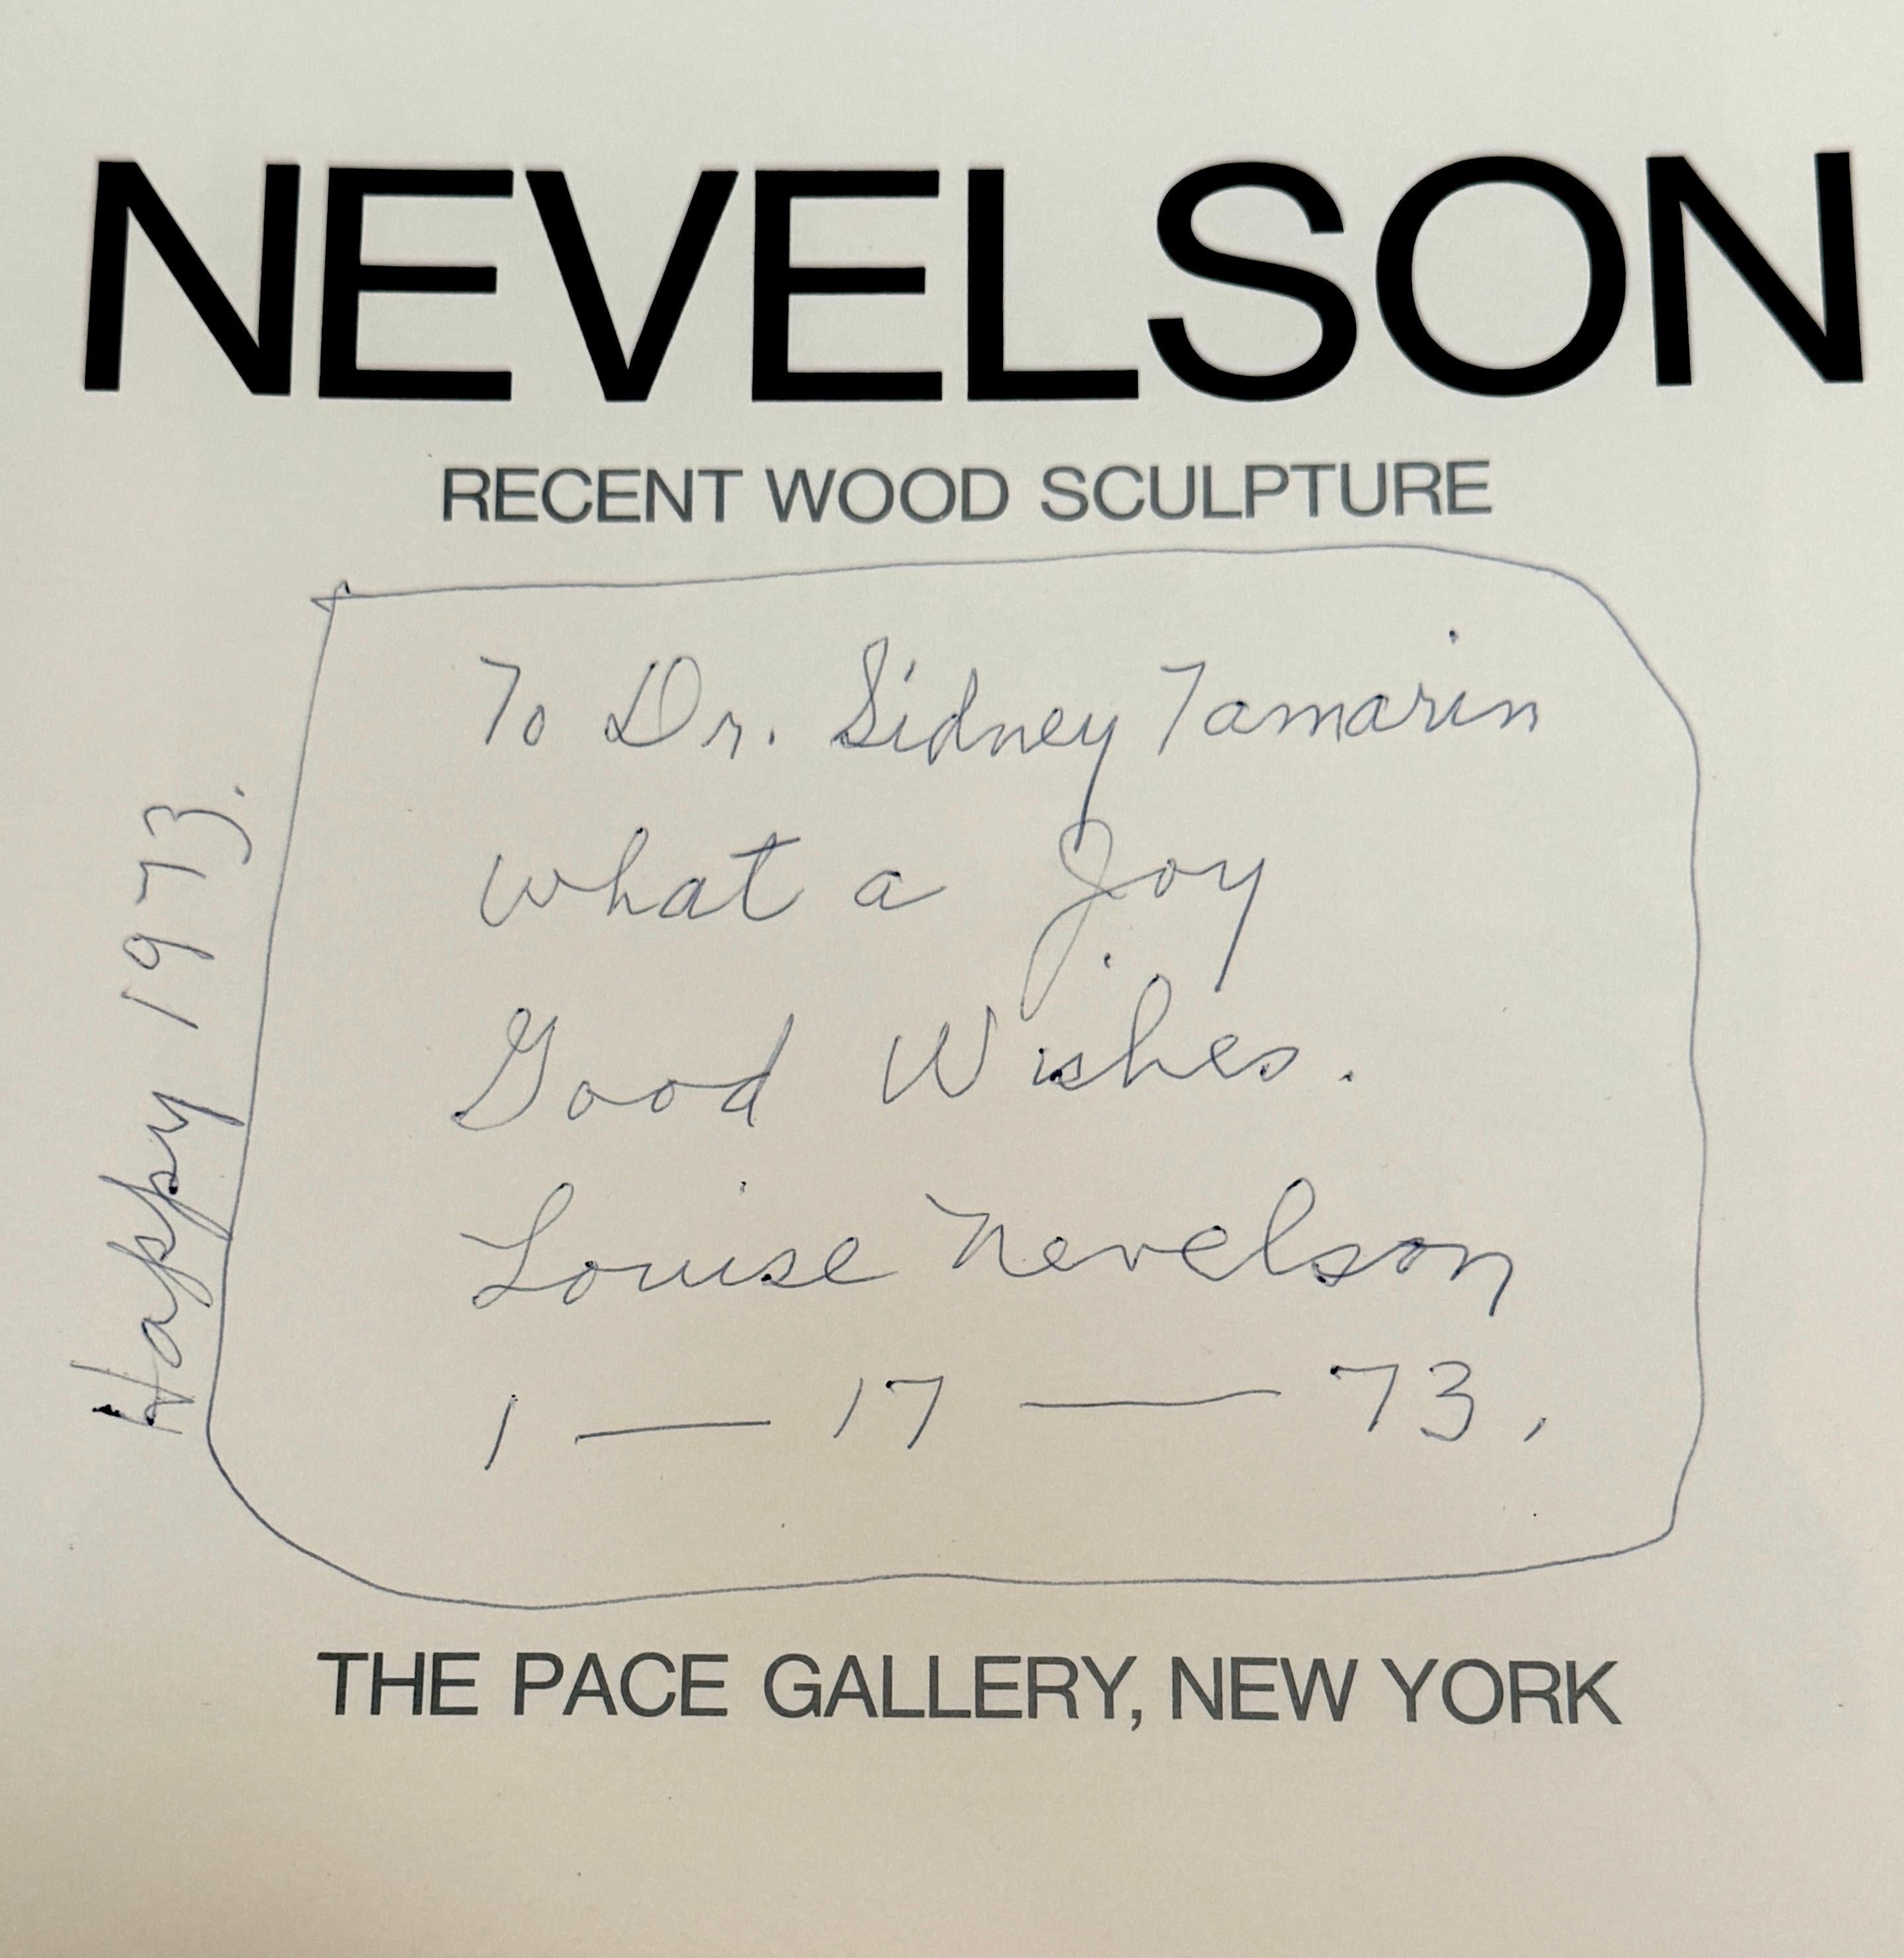 NEVELSON
RECENT WOOD SCULPTURE
To Dr. Sidney Tamarin
what a Joy
Good Wishes.
Louise Nevelson
1 — 17 — 73.
Happy 1973.
THE PACE GALLERY, NEW YORK